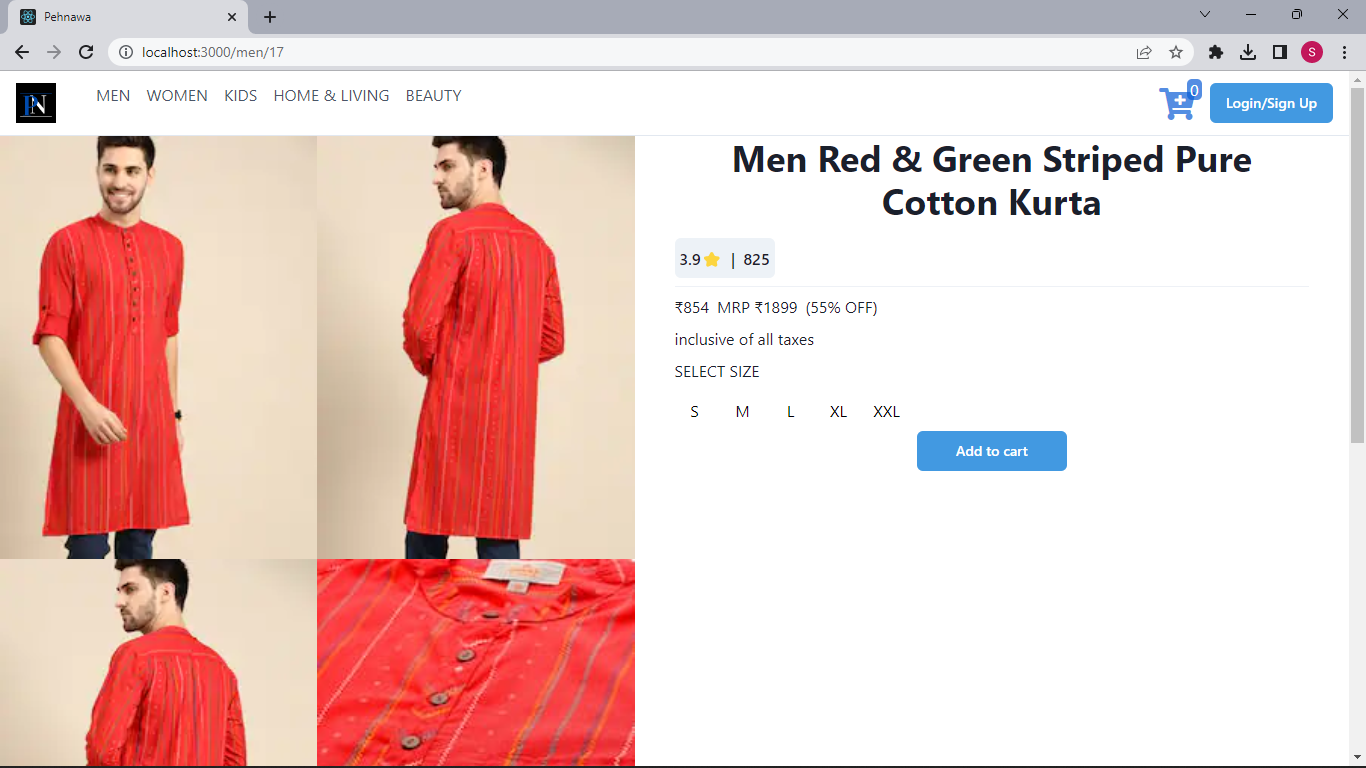 Pehnawa
localhost:3000/men/17
S
MEN WOMEN KIDS HOME & LIVING BEAUTY
0
Login/Sign Up
Men Red & Green Striped Pure
Cotton Kurta
3.9 | 825
₹854 MRP ₹1899 (55% OFF)
inclusive of all taxes
SELECT SIZE
S M L XL XXL
Add to cart